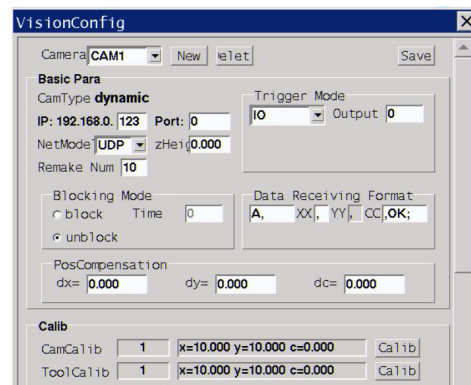 VisionConfig
Camera CAM1 New elet Save
Basic Para
CamType dynamic
Trigger Mode
IO Output 0
IP: 192.168.0. 123 Port: 0
NetMode UDP zHeig 0.000
Remake Num 10
Blocking Mode
block Time 0
unblock
Data Receiving Format
A, XX , YY , CC ,OK;
PosCompensation
dx= 0.000 dy= 0.000 dc= 0.000
Calib
CamCalib 1 x=10.000 y=10.000 c=0.000 Calib
ToolCalib 1 x=10.000 y=10.000 c=0.000 Calib